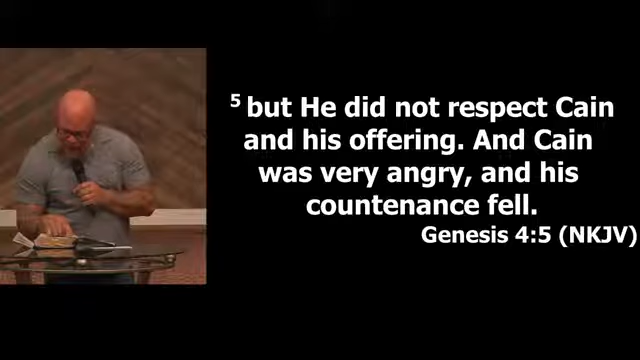 5 but He did not respect Cain
and his offering. And Cain
was very angry, and his
countenance fell.
Genesis 4:5 (NKJV)